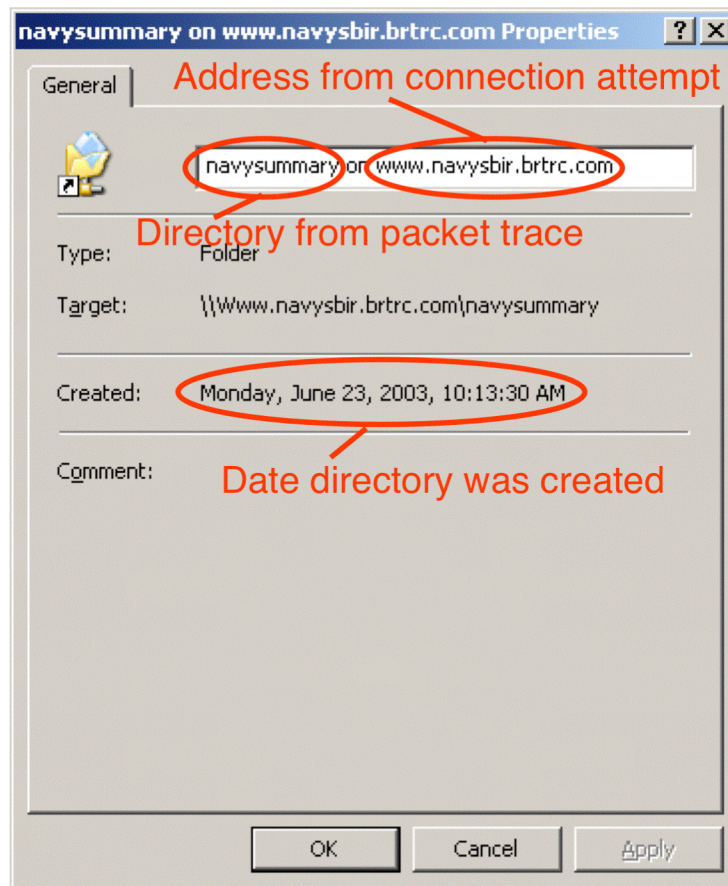 navysummary on www.navysbir.brtrc.com Properties ? X
General
Address from connection attempt
navysummary on www.navysbir.brtrc.com
Directory from packet trace
Type: Folder
Target: \\Www.navysbir.brtrc.com\navysummary
Created: Monday, June 23, 2003, 10:13:30 AM
Comment:
Date directory was created
OK Cancel Apply